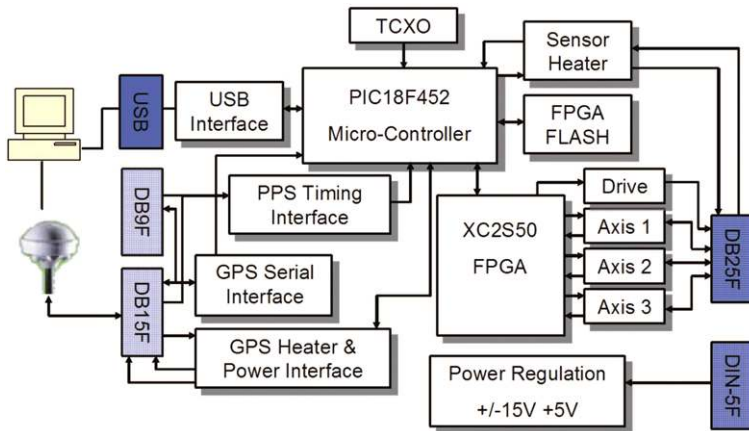 TCXO
PIC18F452
Micro-Controller
Sensor
Heater
USB
USB
Interface
FPGA
FLASH
DB9F
PPS Timing
Interface
XC2S50
FPGA
Drive
Axis 1
Axis 2
Axis 3
DB25F
GPS Serial
Interface
DB15F
GPS Heater &
Power Interface
Power Regulation
+/-15V +5V
DIN-5F